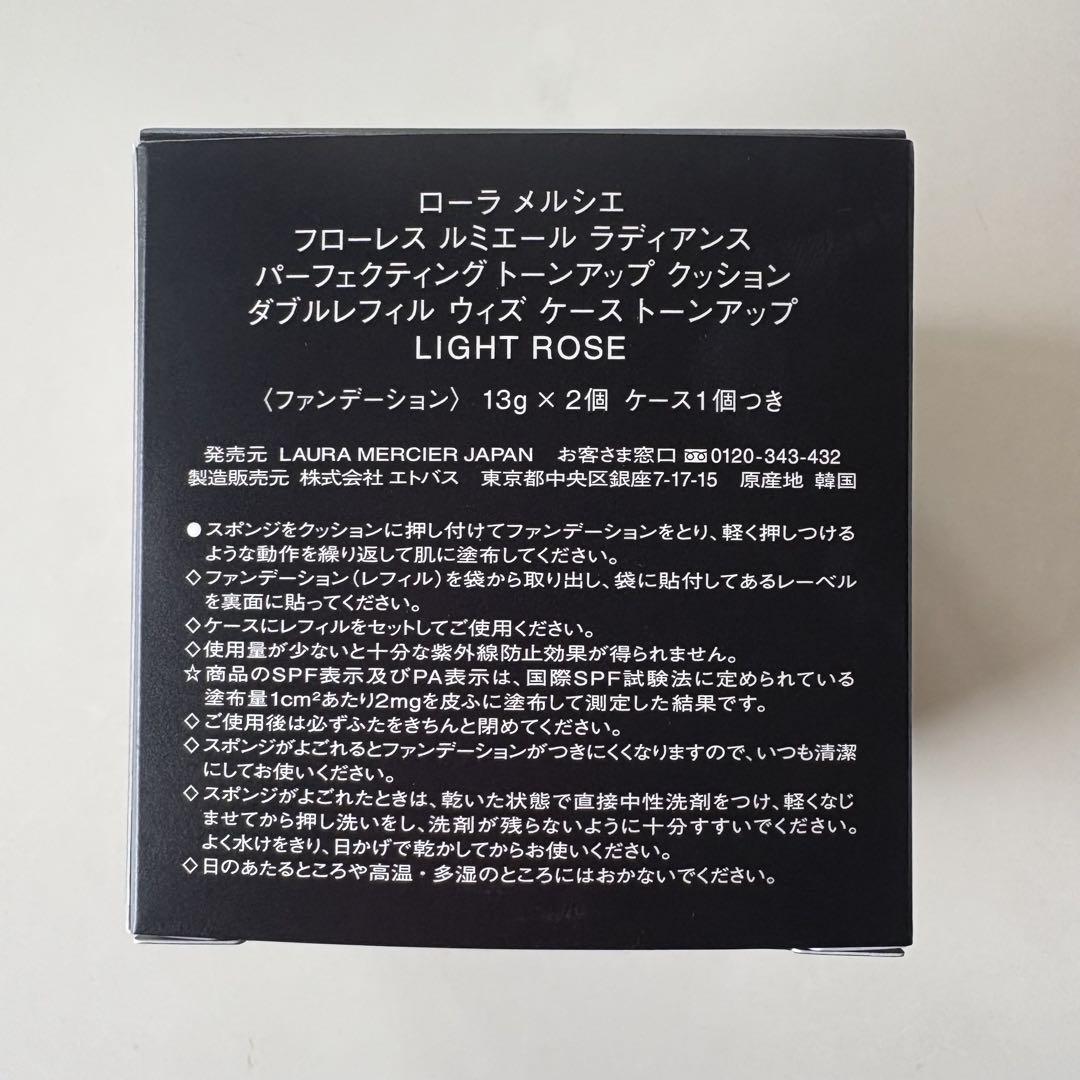 ローラ メルシエ
フローレス ルミエール ラディアンス
パーフェクティング トーンアップ クッション
ダブルレフィル ウィズ ケース トーンアップ
LIGHT ROSE
〈ファンデーション〉 13g × 2個 ケース1個つき
発売元 LAURA MERCIER JAPAN お客さま窓口 0120-343-432
製造販売元 株式会社 エトバス 東京都中央区銀座7-17-15 原産地 韓国
●スポンジをクッションに押し付けてファンデーションをとり、軽く押しつける
ような動作を繰り返して肌に塗布してください。
◇ファンデーション（レフィル）を袋から取り出し、袋に貼付してあるレーベル
を裏面に貼ってください。
◇ケースにレフィルをセットしてご使用ください。
◇使用量が少ないと十分な紫外線防止効果が得られません。
☆商品のSPF表示及びPA表示は、国際SPF試験法に定められている
塗布量1cm²あたり2mgを皮ふに塗布して測定した結果です。
◇ご使用後は必ずふたをきちんと閉めてください。
◇スポンジがよごれるとファンデーションがつきにくくなりますので、いつも清潔
にしてお使いください。
◇スポンジがよごれたときは、乾いた状態で直接中性洗剤をつけ、軽くなじ
ませてから押し洗いをし、洗剤が残らないように十分すすいでください。
よく水けをきり、日かげで乾かしてからお使いください。
◇日のあたるところや高温・多湿のところにはおかないでください。